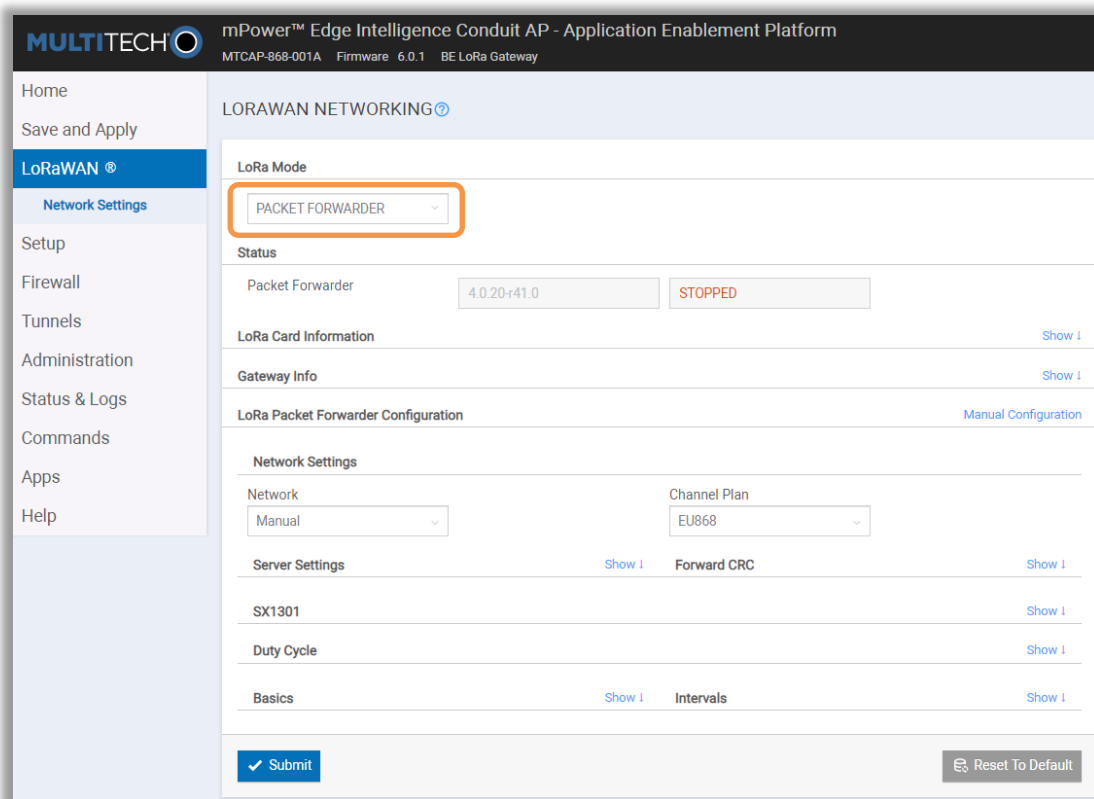 MULTITECH
mPower™ Edge Intelligence Conduit AP - Application Enablement Platform
MTCAP-868-001A Firmware 6.0.1 BE LoRa Gateway
Home
Save and Apply
LoRaWAN ®
Network Settings
Setup
Firewall
Tunnels
Administration
Status & Logs
Commands
Apps
Help
LORAWAN NETWORKING?
LoRa Mode
PACKET FORWARDER
Status
Packet Forwarder 4.0.20-r41.0 STOPPED
LoRa Card Information Show ↓
Gateway Info Show ↓
LoRa Packet Forwarder Configuration Manual Configuration
Network Settings
Network Channel Plan
Manual EU868
Server Settings Show ↓ Forward CRC Show ↓
SX1301 Show ↓
Duty Cycle Show ↓
Basics Show ↓ Intervals Show ↓
Submit Reset To Default